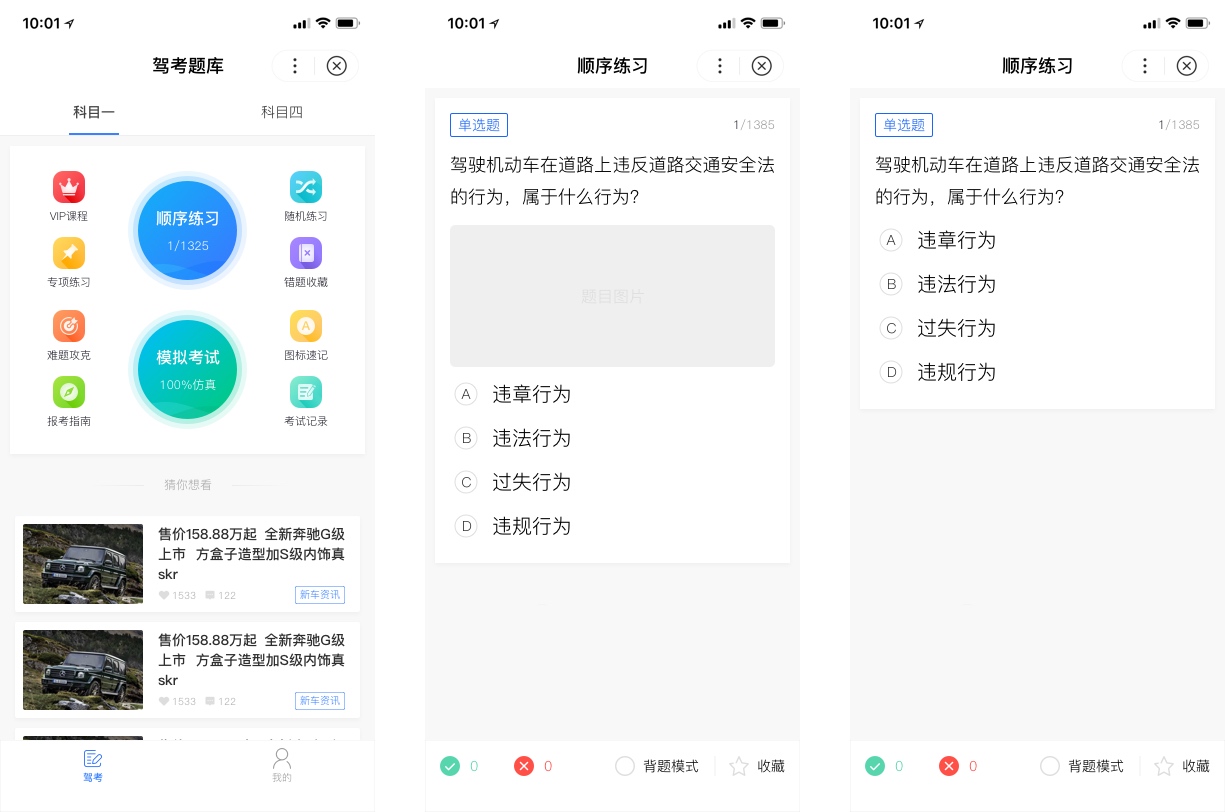 10:01
驾考题库
科目一
科目四
VIP课程
顺序练习
1/1325
随机练习
专项练习
错题收藏
难题攻克
模拟考试
100%仿真
图标速记
报考指南
考试记录
猜你想看
售价158.88万起 全新奔驰G级
上市 方盒子造型加S级内饰真
skr
1533
122
新车资讯
售价158.88万起 全新奔驰G级
上市 方盒子造型加S级内饰真
skr
1533
122
新车资讯
驾考
我的
10:01
顺序练习
单选题
1/1385
驾驶机动车在道路上违反道路交通安全法
的行为，属于什么行为?
题目图片
A 违章行为
B 违法行为
C 过失行为
D 违规行为
0
0
背题模式
收藏
10:01
顺序练习
单选题
1/1385
驾驶机动车在道路上违反道路交通安全法
的行为，属于什么行为?
A 违章行为
B 违法行为
C 过失行为
D 违规行为
0
0
背题模式
收藏